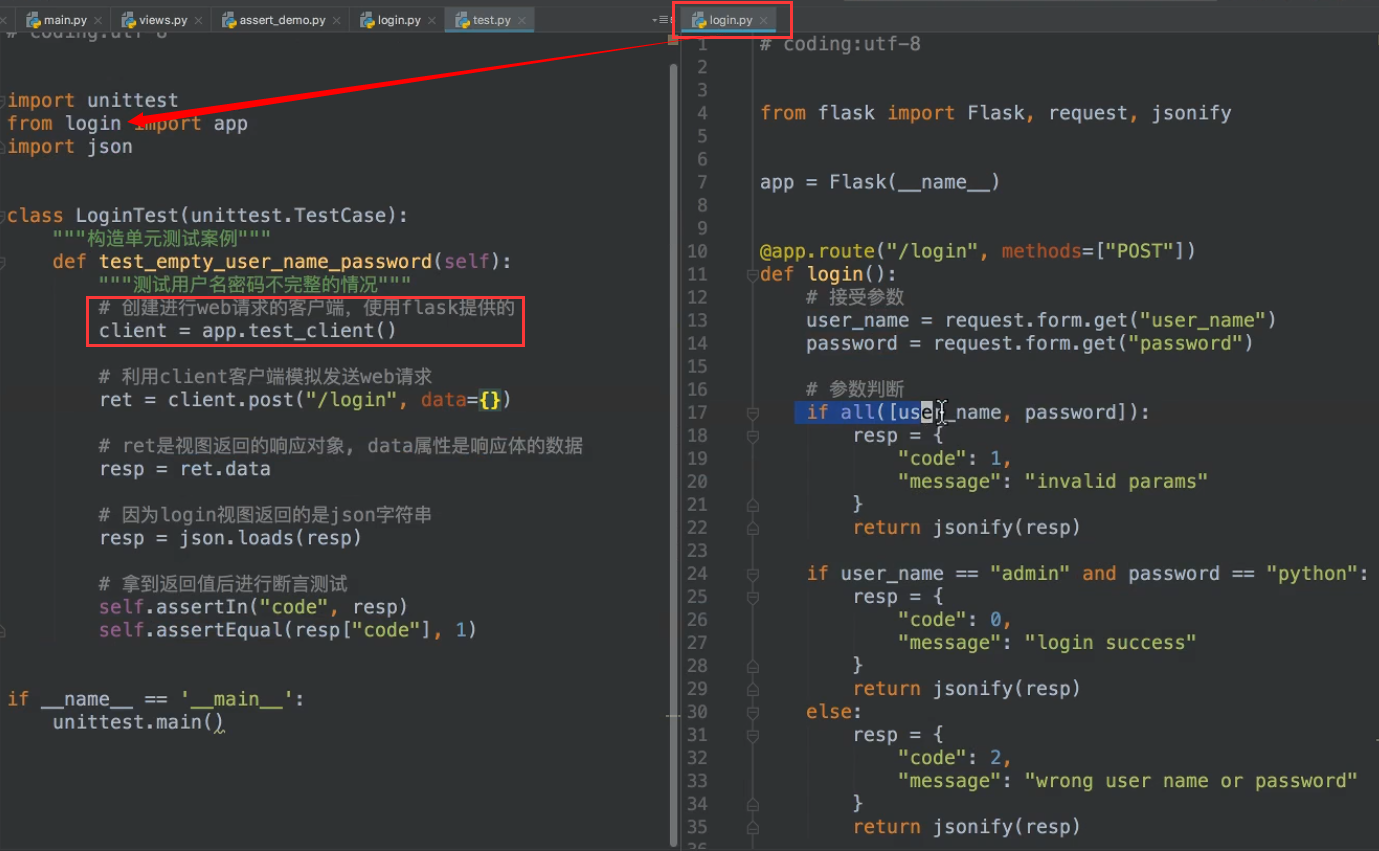 main.py
views.py
assert_demo.py
login.py
test.py
# coding:utf-8
import unittest
from login import app
import json
class LoginTest(unittest.TestCase):
"""构造单元测试案例"""
def test_empty_user_name_password(self):
"""测试用户名密码不完整的情况"""
# 创建进行web请求的客户端，使用flask提供的
client = app.test_client()
# 利用client客户端模拟发送web请求
ret = client.post("/login", data={})
# ret是视图返回的响应对象, data属性是响应体的数据
resp = ret.data
# 因为login视图返回的是json字符串
resp = json.loads(resp)
# 拿到返回值后进行断言测试
self.assertIn("code", resp)
self.assertEqual(resp["code"], 1)
if __name__ == '__main__':
unittest.main()
login.py
1 # coding:utf-8
2
3
4 from flask import Flask, request, jsonify
5
6
7 app = Flask(__name__)
8
9
10 @app.route("/login", methods=["POST"])
11 def login():
12 # 接受参数
13 user_name = request.form.get("user_name")
14 password = request.form.get("password")
15
16 # 参数判断
17 if all([user_name, password]):
18 resp = {
19 "code": 1,
20 "message": "invalid params"
21 }
22 return jsonify(resp)
23
24 if user_name == "admin" and password == "python":
25 resp = {
26 "code": 0,
27 "message": "login success"
28 }
29 return jsonify(resp)
30 else:
31 resp = {
32 "code": 2,
33 "message": "wrong user name or password"
34 }
35 return jsonify(resp)
36